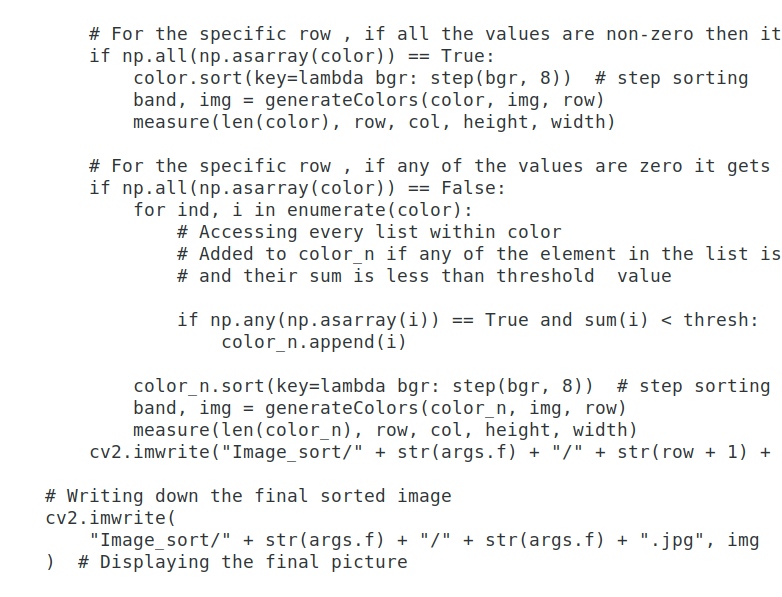 # For the specific row , if all the values are non-zero then it
if np.all(np.asarray(color)) == True:
color.sort(key=lambda bgr: step(bgr, 8))  # step sorting
band, img = generateColors(color, img, row)
measure(len(color), row, col, height, width)
# For the specific row , if any of the values are zero it gets
if np.all(np.asarray(color)) == False:
for ind, i in enumerate(color):
# Accessing every list within color
# Added to color_n if any of the element in the list is
# and their sum is less than threshold  value
if np.any(np.asarray(i)) == True and sum(i) < thresh:
color_n.append(i)
color_n.sort(key=lambda bgr: step(bgr, 8))  # step sorting
band, img = generateColors(color_n, img, row)
measure(len(color_n), row, col, height, width)
cv2.imwrite("Image_sort/" + str(args.f) + "/" + str(row + 1) +
# Writing down the final sorted image
cv2.imwrite(
"Image_sort/" + str(args.f) + "/" + str(args.f) + ".jpg", img
)  # Displaying the final picture